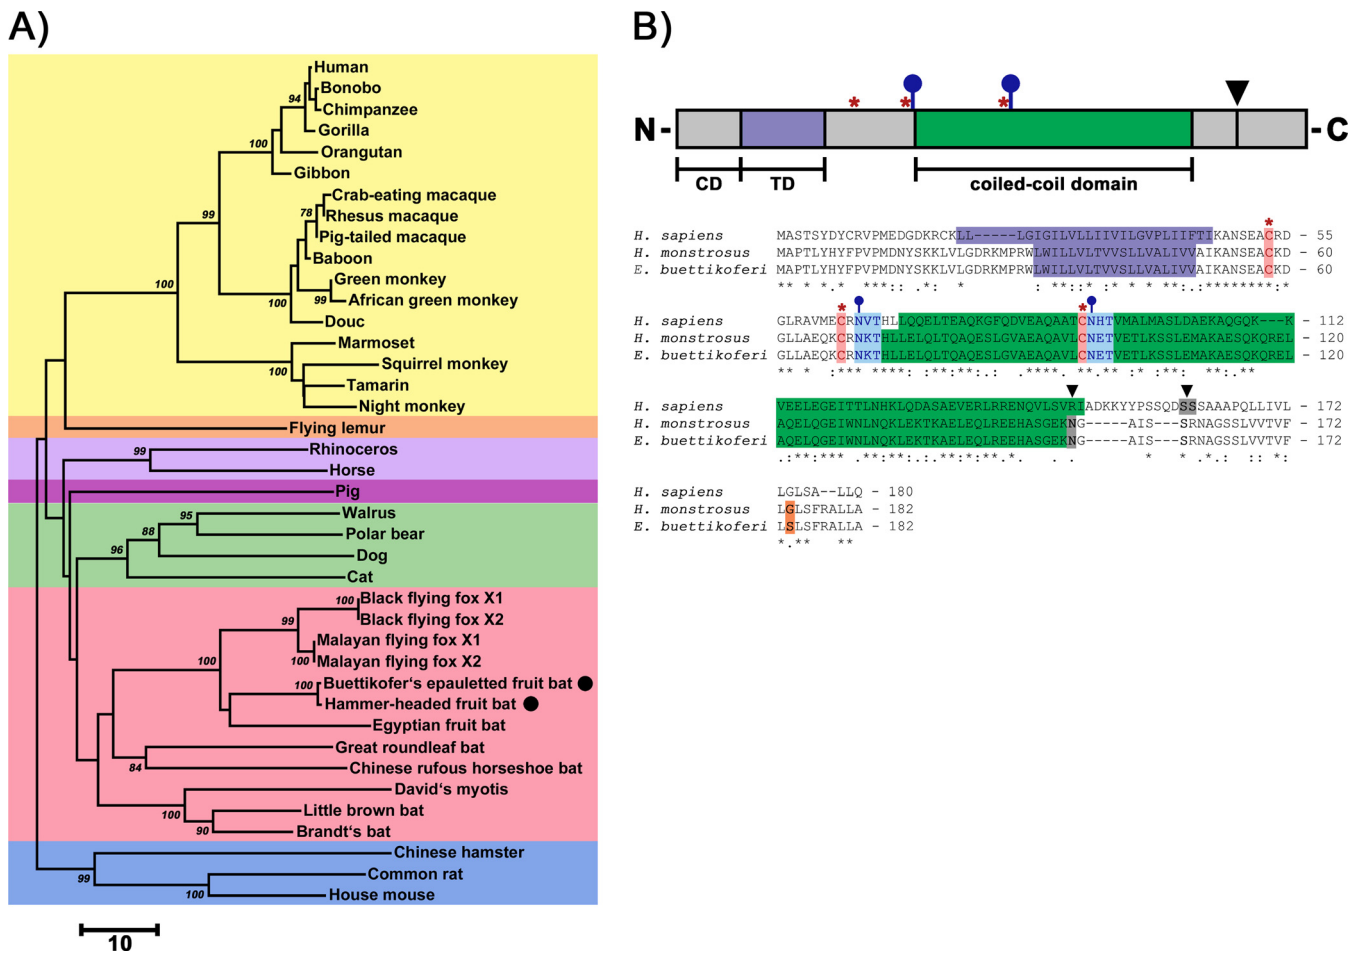 A)
Human
Bonobo
94
Chimpanzee
Gorilla
100
Orangutan
Gibbon
Crab-eating macaque
99
78
Rhesus macaque
Pig-tailed macaque
Baboon
Green monkey
100
99
African green monkey
100
Douc
Marmoset
Squirrel monkey
100
Tamarin
Night monkey
Flying lemur
99
Rhinoceros
Horse
Pig
95
Walrus
88
Polar bear
96
Dog
Cat
100
Black flying fox X1
99
Black flying fox X2
Malayan flying fox X1
100
100
Malayan flying fox X2
100
Buettikofer's epauletted fruit bat
Hammer-headed fruit bat
Egyptian fruit bat
Great roundleaf bat
84
Chinese rufous horseshoe bat
David's myotis
100
Little brown bat
90
Brandt's bat
Chinese hamster
99
Common rat
100
House mouse
10
B)
* * *
N- -C
CD TD coiled-coil domain
*
H. sapiens MASTSYDYCRVPMEDGDKRCKLL-----LGIGILVLLIIVILGVPLIIFTIKANSEACRD - 55
H. monstrosus MAPTLYHYFPVPMDNYSKKLVLGDRKMPRWLWILLVLTVVSLLVALIVVAIKANSEACKD - 60
E. buettikoferi MAPTLYHYFPVPMDNYSKKVLVGDRKMPRWLWILLVLTVVSLLVALIVVAIKANSEACKD - 60
* *
H. sapiens GLRAVMECRNVTHLLQQELTEAQKGFQDVEAQAATCNHTVMALMASLDAEKAQGQK---K - 112
H. monstrosus GLLAEQKCRNKTHLLELQLTQAQESLGVAEAQAVLCNETVETLKSSLEMAKAESQKQREL - 120
E. buettikoferi GLLAEQKCRNKTHLLELQLTQAQESLGVAEAQAVLCNETVETLKSSLEMAKAESQKQREL - 120
H. sapiens VEELEGEITTLNHKLQDASAEVERLRRENQVLSVRIADKKYYPSSQDSSSAAAPQLLIVL - 172
H. monstrosus AQELQGEIWNLNQKLEKTKAELEQLQREREHASGEKNG-----AIS---SRNAGSSLVVTVF - 172
E. buettikoferi AQELQGEIWNLNQKLEKTKAELEQLQREREHASGEKNG-----AIS---SRNAGSSLVVTVF - 172
H. sapiens LGLSA--LLQ - 180
H. monstrosus LGLSFRALLA - 182
E. buettikoferi LSLSFRALLA - 182
*.** **